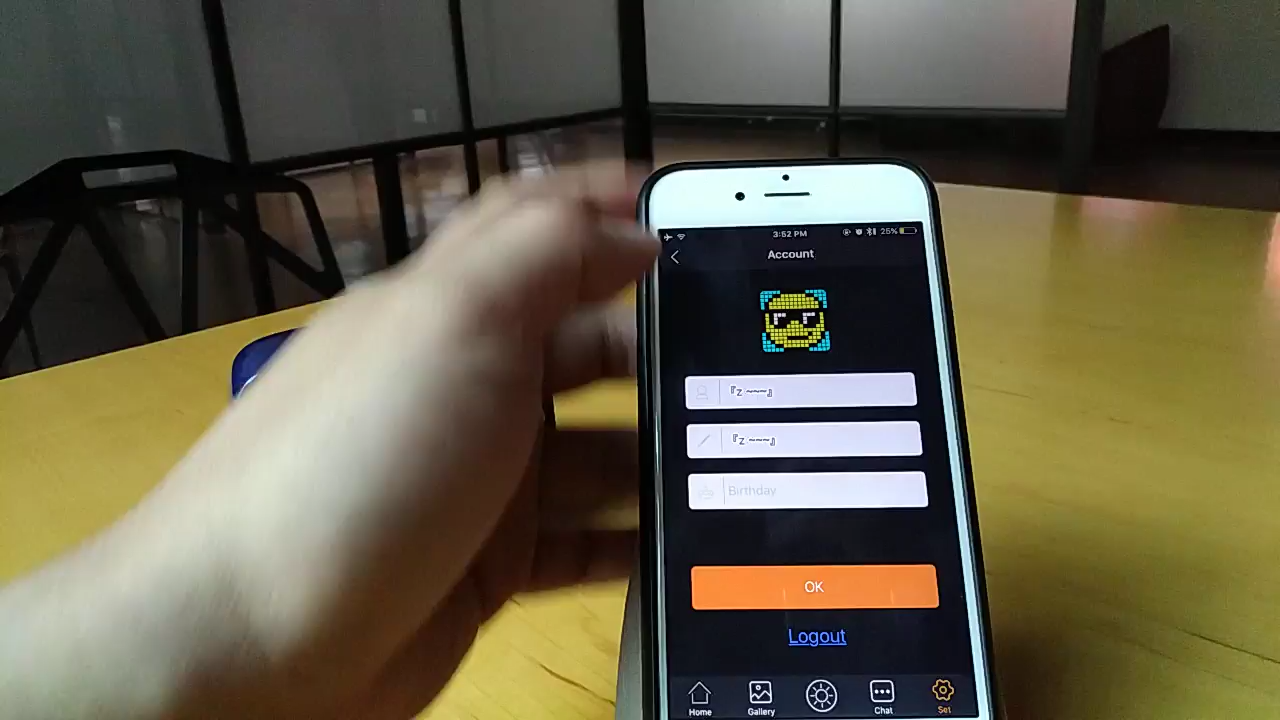 3:52 PM
25%
Account
『z ~~~』
『z ~~~』
Birthday
OK
Logout
Home
Gallery
Chat
Set